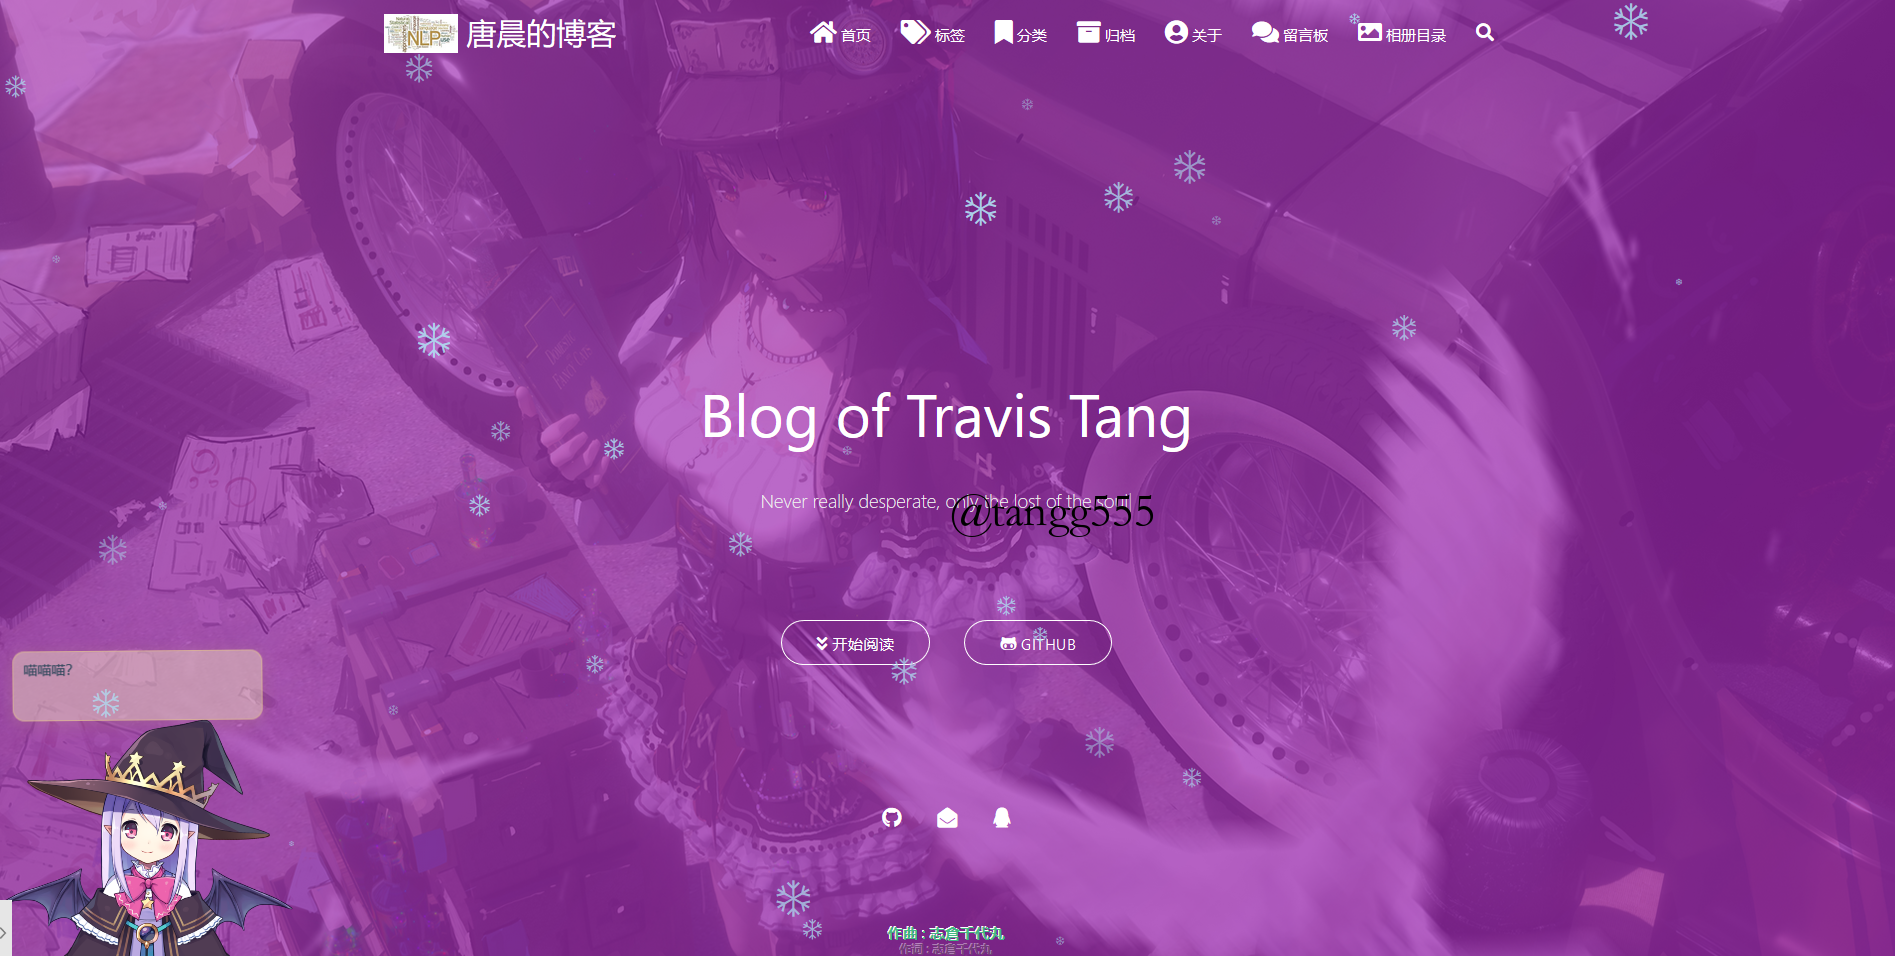 NLP
唐晨的博客
首页
标签
分类
归档
关于
留言板
相册目录
Blog of Travis Tang
Never really desperate, only the lost of the soul
@tangg555
开始阅读
GITHUB
喵喵喵?
作曲 : 志倉千代丸
作词 : 志倉千代丸